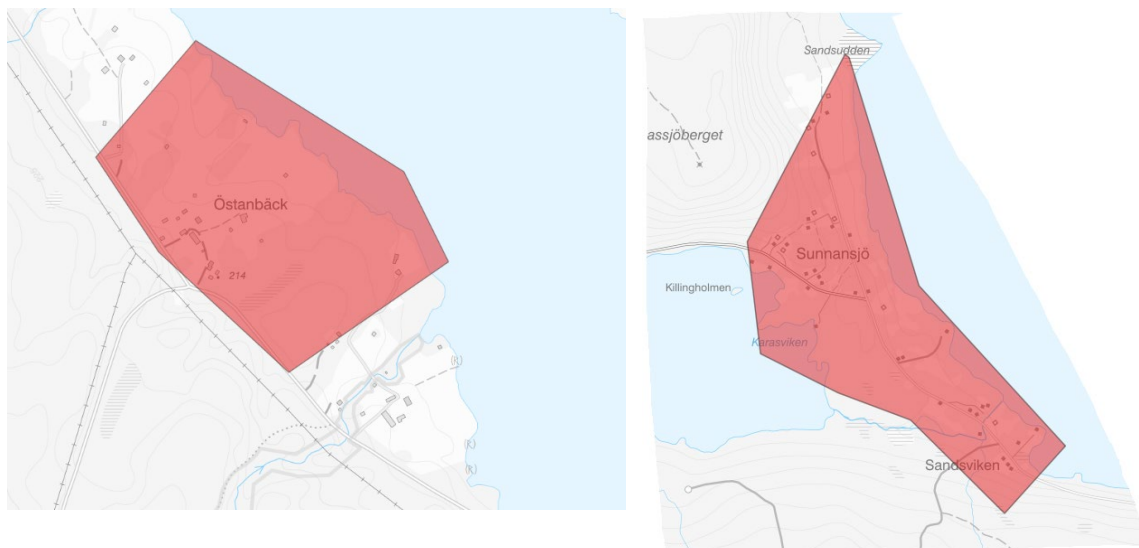 Östanbäck
214
(R)
(R)
(R)
Sandsudden
assjöberget
Sunnansjö
Killingholmen
Karasviken
Sandsviken